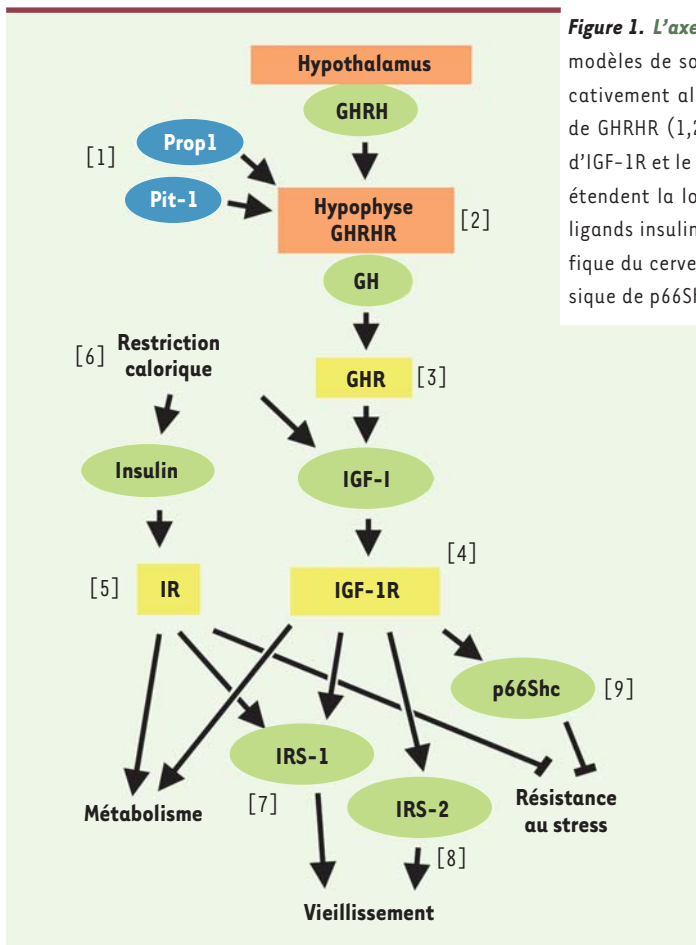 Figure 1. L'axe
modèles de so
cativement al
de GHRHR (1,2
d'IGF-1R et le
étendent la lo
ligands insulin
fique du cerve
sique de p66Sh
Hypothalamus
GHRH
[1]
Prop1
Pit-1
Hypophyse
GHRHR
[2]
GH
[6]
Restriction
calorique
GHR
[3]
Insulin
IGF-I
[4]
[5]
IR
IGF-1R
p66Shc
[9]
IRS-1
[7]
IRS-2
[8]
Métabolisme
Résistance
au stress
Vieillissement